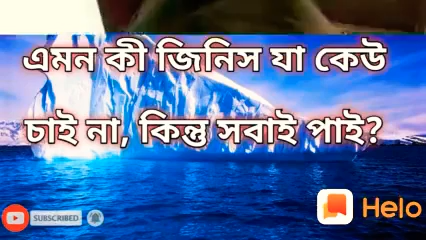 এমন কী জিনিস যা কেউ
চাই না, কিন্তু সবাই পাই?
SUBSCRIBED
Helo